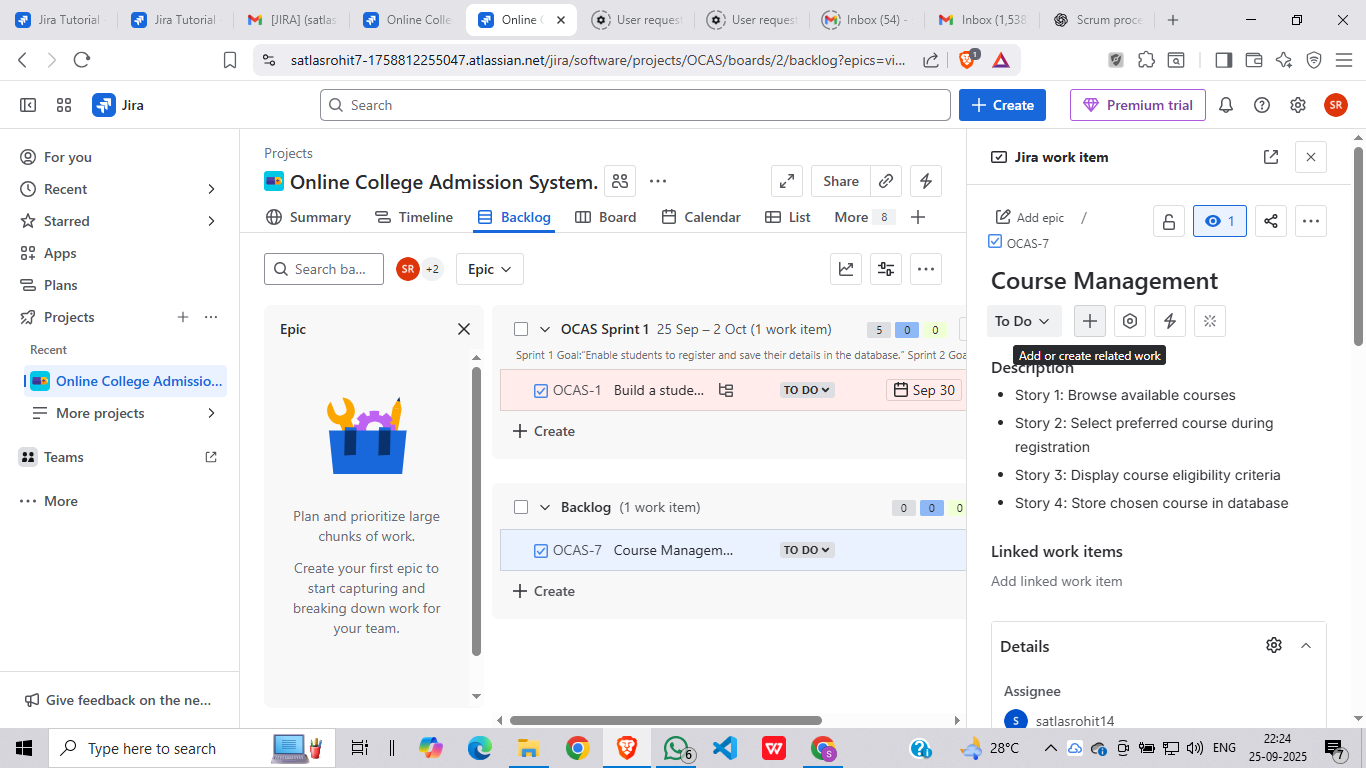 Jira Tutorial
Jira Tutorial
[JIRA] (satlas
Online Colle
Online C
User request
User request
Inbox (54) -
Inbox (1,538
Scrum proce
satlasrohit7-1758812255047.atlassian.net/jira/software/projects/OCAS/boards/2/backlog?epics=vi...
1
Jira
Search
Create
Premium trial
SR
For you
Recent
Starred
Apps
Plans
Projects
Recent
Online College Admissio...
More projects
Teams
More
Give feedback on the ne...
Projects
Online College Admission System.
Share
Summary
Timeline
Backlog
Board
Calendar
List
More 8
Search ba...
SR +2
Epic
Epic
Plan and prioritize large
chunks of work.
Create your first epic to
start capturing and
breaking down work for
your team.
OCAS Sprint 1 25 Sep – 2 Oct (1 work item) 5 0 0
Sprint 1 Goal:"Enable students to register and save their details in the database." Sprint 2 Goa
OCAS-1 Build a stude... TO DO Sep 30
Create
Backlog (1 work item) 0 0 0
OCAS-7 Course Managem... TO DO
Create
Jira work item
Add epic /
OCAS-7
1
Course Management
To Do
Add or create related work
Description
Story 1: Browse available courses
Story 2: Select preferred course during
registration
Story 3: Display course eligibility criteria
Story 4: Store chosen course in database
Linked work items
Add linked work item
Details
Assignee
S satlasrohit14
Type here to search
6
W
S
28°C
ENG
22:24
25-09-2025
7